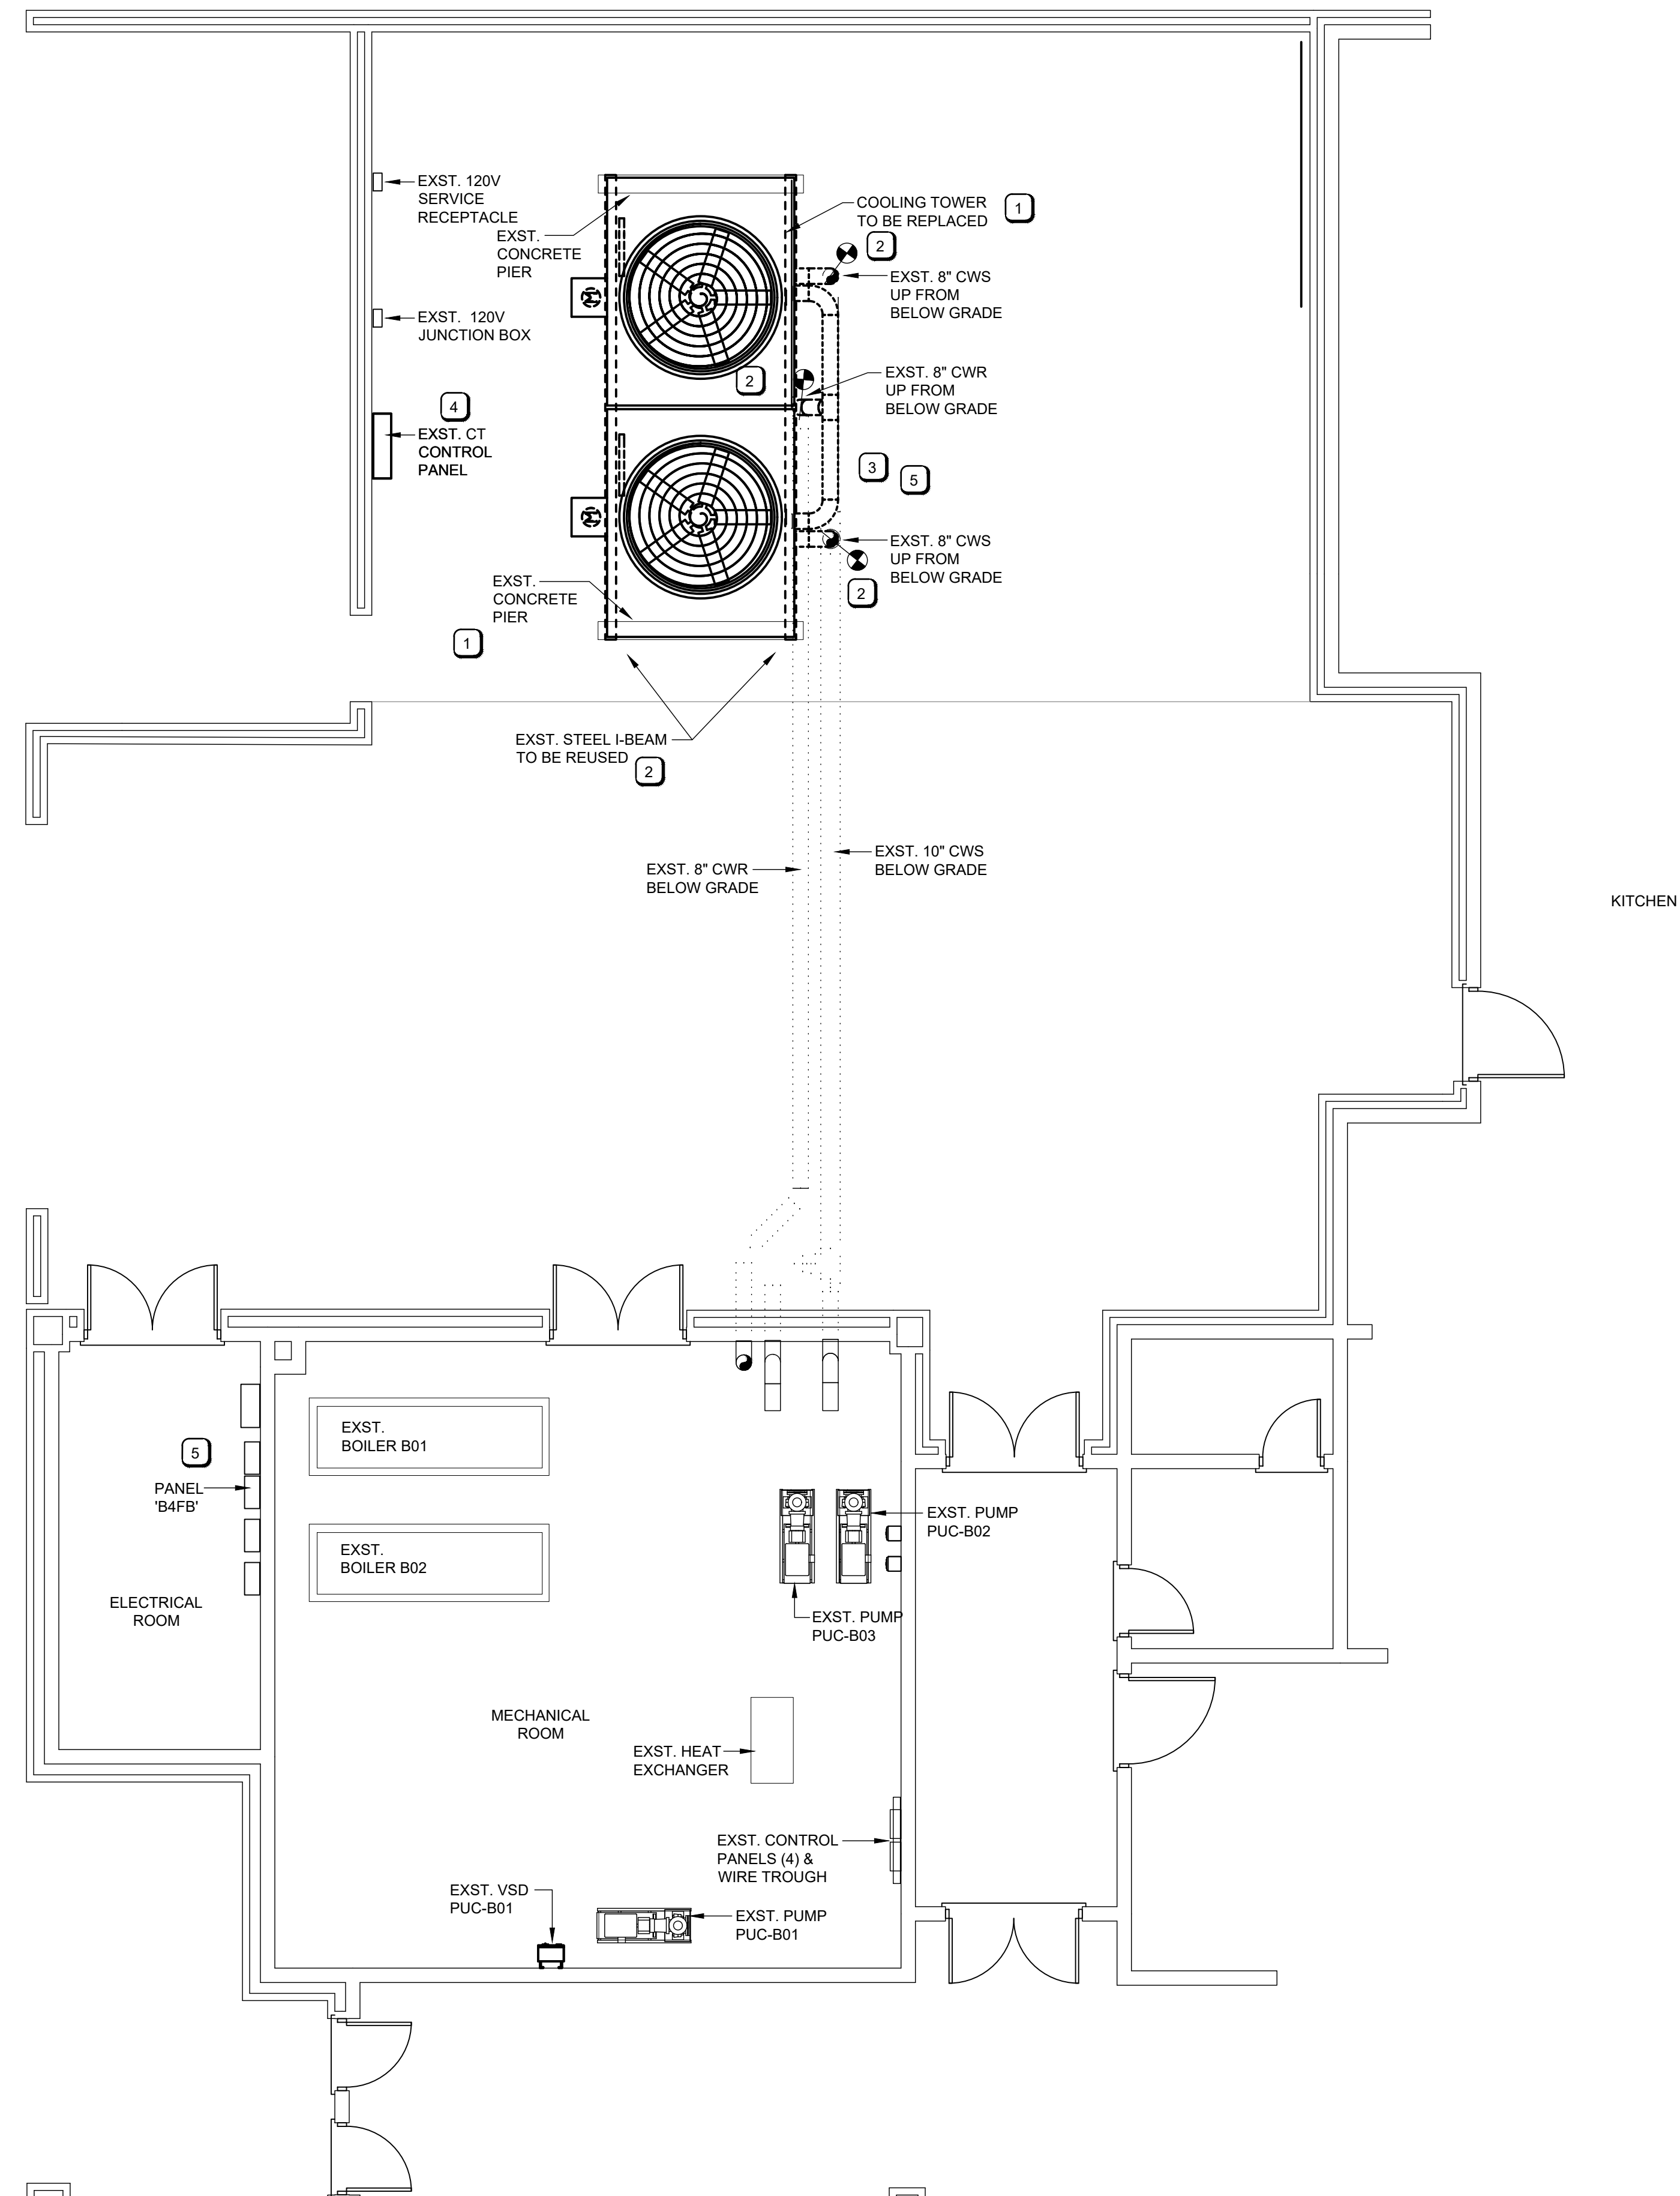 EXST. 120V
SERVICE
RECEPTACLE
EXST.
CONCRETE
PIER
COOLING TOWER
TO BE REPLACED
1
2
EXST. 8" CWS
UP FROM
BELOW GRADE
EXST. 120V
JUNCTION BOX
M
2
EXST. 8" CWR
UP FROM
BELOW GRADE
4
EXST. CT
CONTROL
PANEL
3
5
M
EXST. 8" CWS
UP FROM
BELOW GRADE
2
EXST.
CONCRETE
PIER
1
EXST. STEEL I-BEAM
TO BE REUSED
2
EXST. 8" CWR
BELOW GRADE
EXST. 10" CWS
BELOW GRADE
KITCHEN
EXST.
BOILER B01
5
PANEL
'B4FB'
EXST. PUMP
PUC-B02
EXST.
BOILER B02
ELECTRICAL
ROOM
EXST. PUMP
PUC-B03
MECHANICAL
ROOM
EXST. HEAT
EXCHANGER
EXST. CONTROL
PANELS (4) &
WIRE TROUGH
EXST. VSD
PUC-B01
EXST. PUMP
PUC-B01